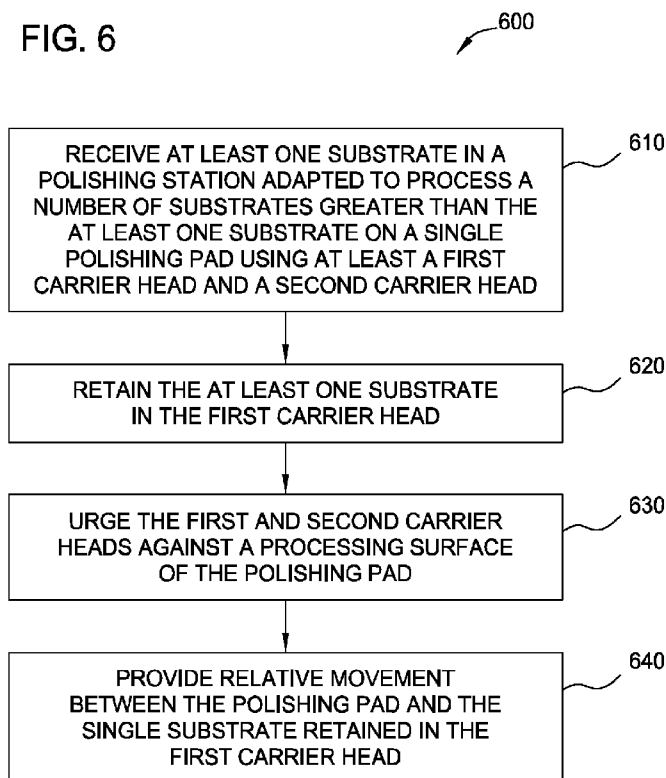 FIG. 6
600
RECEIVE AT LEAST ONE SUBSTRATE IN A
POLISHING STATION ADAPTED TO PROCESS A
NUMBER OF SUBSTRATES GREATER THAN THE
AT LEAST ONE SUBSTRATE ON A SINGLE
POLISHING PAD USING AT LEAST A FIRST
CARRIER HEAD AND A SECOND CARRIER HEAD
610
RETAIN THE AT LEAST ONE SUBSTRATE
IN THE FIRST CARRIER HEAD
620
URGE THE FIRST AND SECOND CARRIER
HEADS AGAINST A PROCESSING SURFACE
OF THE POLISHING PAD
630
PROVIDE RELATIVE MOVEMENT
BETWEEN THE POLISHING PAD AND THE
SINGLE SUBSTRATE RETAINED IN THE
FIRST CARRIER HEAD
640